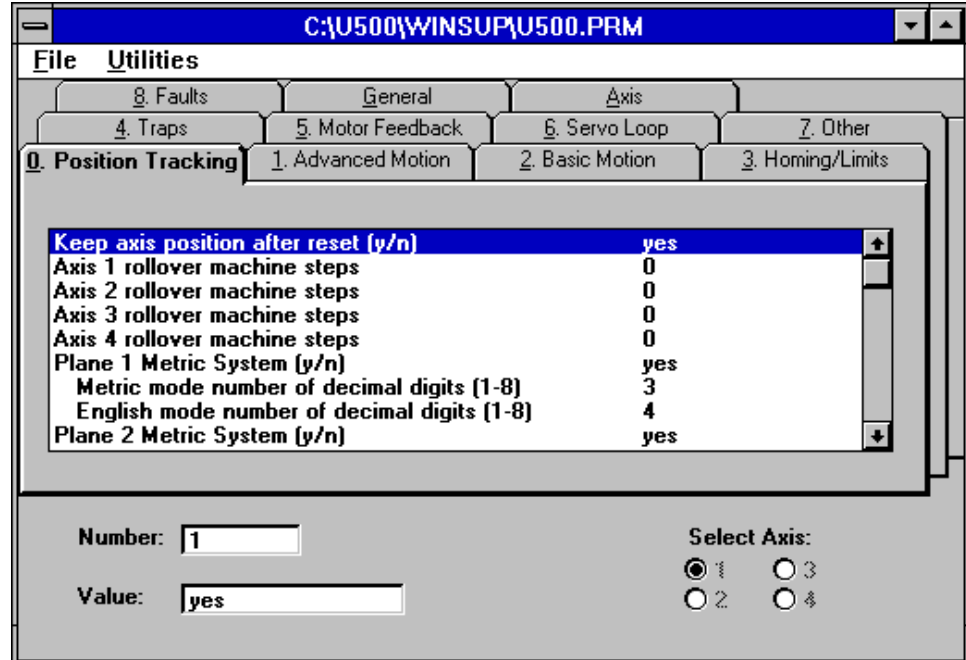 C:\U500\WINSUP\U500.PRM
File Utilities
8. Faults General Axis
4. Traps 5. Motor Feedback 6. Servo Loop 7. Other
0. Position Tracking 1. Advanced Motion 2. Basic Motion 3. Homing/Limits
Keep axis position after reset (y/n) yes
Axis 1 rollover machine steps 0
Axis 2 rollover machine steps 0
Axis 3 rollover machine steps 0
Axis 4 rollover machine steps 0
Plane 1 Metric System (y/n) yes
Metric mode number of decimal digits (1-8) 3
English mode number of decimal digits (1-8) 4
Plane 2 Metric System (y/n) yes
Number: 1 Select Axis:
1 3
Value: yes 2 4